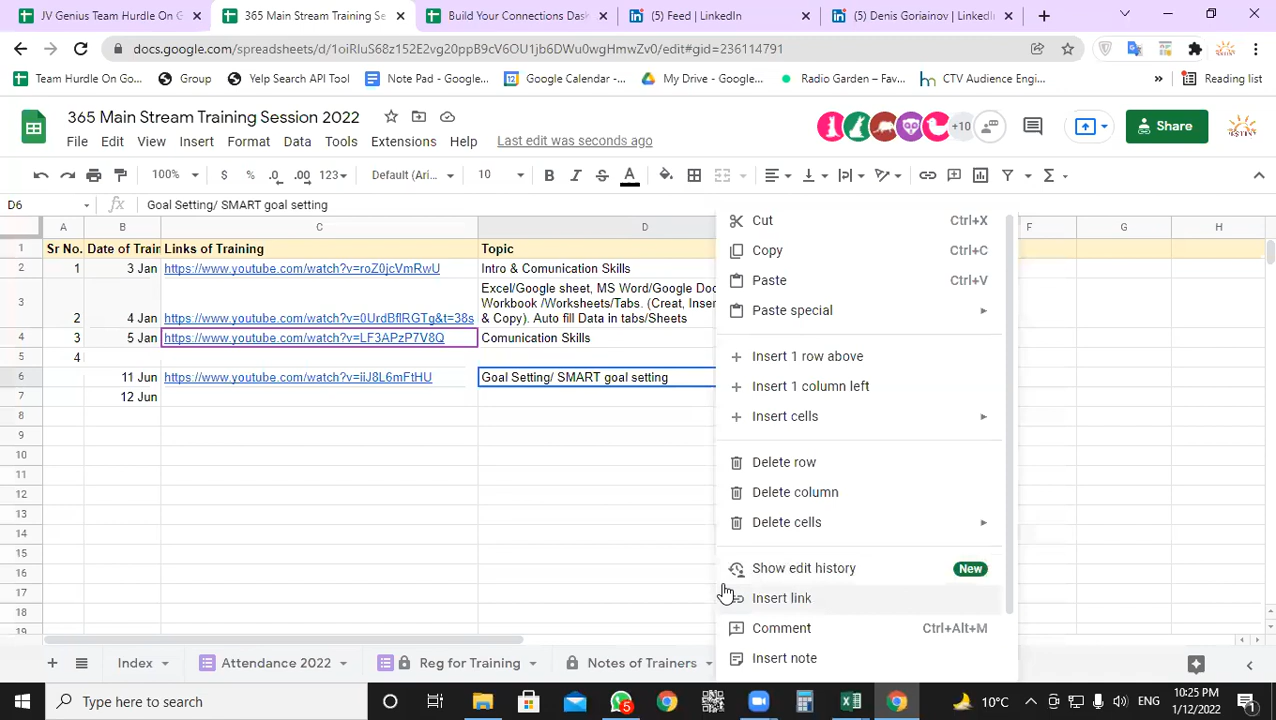 JV Genius Team Hurdle On G
365 Main Stream Training Se
Build Your Connections Dash
(5) Feed | LinkedIn
(5) Denis Goriainov | LinkedIn
docs.google.com/spreadsheets/d/1oiRIuS68z152E2vg20jpB9cV6OU1jb6DWu0gHmwZv0/edit#gid=236114791
Team Hurdle On Go...
Group
Yelp Search API Tool
Note Pad - Google...
Google Calendar -...
My Drive - Google...
Radio Garden – Fav...
CTV Audience Engi...
»
Reading list
365 Main Stream Training Session 2022
+10
Share
File Edit View Insert Format Data Tools Extensions Help Last edit was seconds ago
100% $ % .0 .00 123 Default (Ari... 10 B I S A Σ
D6 fx Goal Setting/ SMART goal setting
A B C D F G H
1 Sr No. Date of Train Links of Training Topic
2 1 3 Jan https://www.youtube.com/watch?v=roZ0jcVmRwU Intro & Comunication Skills
Excel/Google sheet, MS Word/Google Doc
3 Workbook /Worksheets/Tabs. (Creat, Inser
2 4 Jan https://www.youtube.com/watch?v=0UrdBflRGTg&t=38s & Copy). Auto fill Data in tabs/Sheets
4 3 5 Jan https://www.youtube.com/watch?v=LF3APzP7V8Q Comunication Skills
5 4
6 11 Jun https://www.youtube.com/watch?v=iiJ8L6mFtHU Goal Setting/ SMART goal setting
7 12 Jun
8
9
10
11
12
13
14
15
16
17
18
19
Cut Ctrl+X
Copy Ctrl+C
Paste Ctrl+V
Paste special
Insert 1 row above
Insert 1 column left
Insert cells
Delete row
Delete column
Delete cells
Show edit history New
Insert link
Comment Ctrl+Alt+M
Insert note
Index Attendance 2022 Reg for Training Notes of Trainers
Type here to search
5
10°C
ENG
10:25 PM
1/12/2022
1